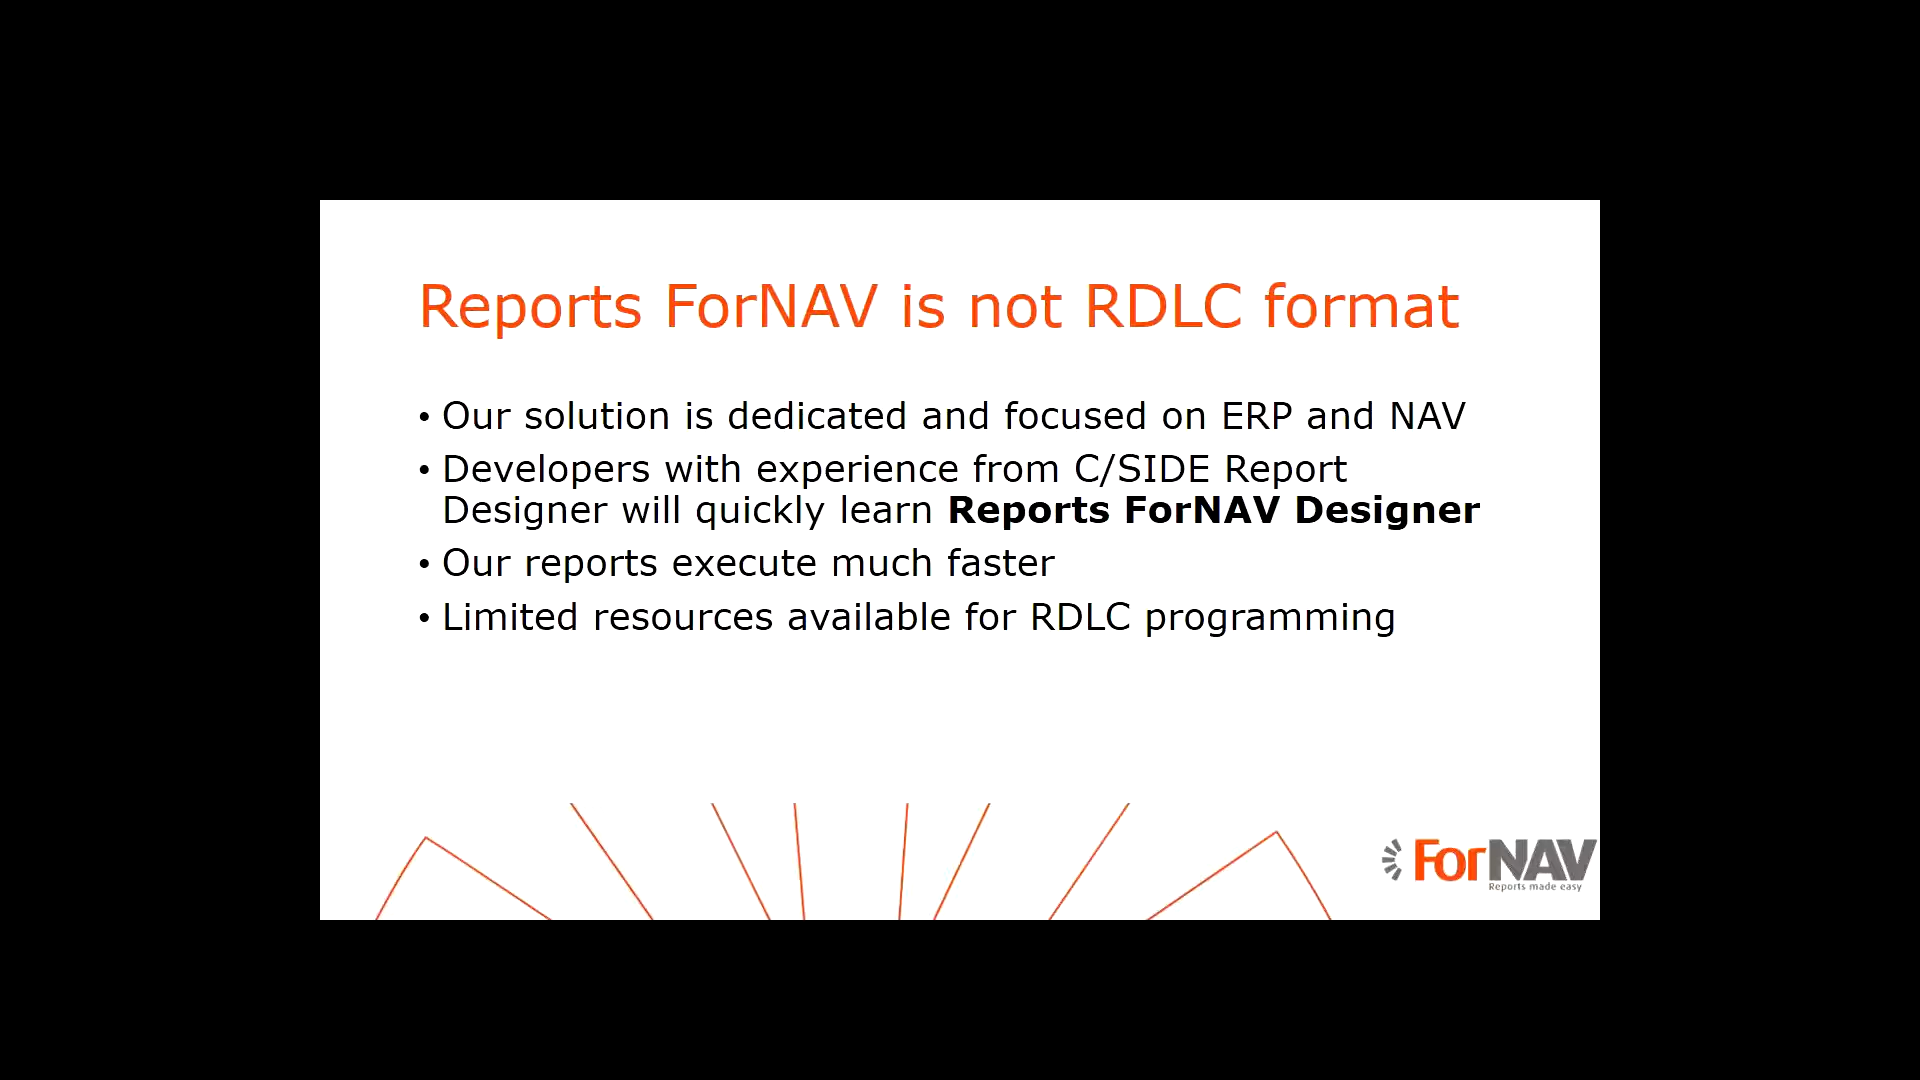 Reports ForNAV is not RDLC format
• Our solution is dedicated and focused on ERP and NAV
• Developers with experience from C/SIDE Report
Designer will quickly learn Reports ForNAV Designer
• Our reports execute much faster
• Limited resources available for RDLC programming
ForNAV
Reports made easy